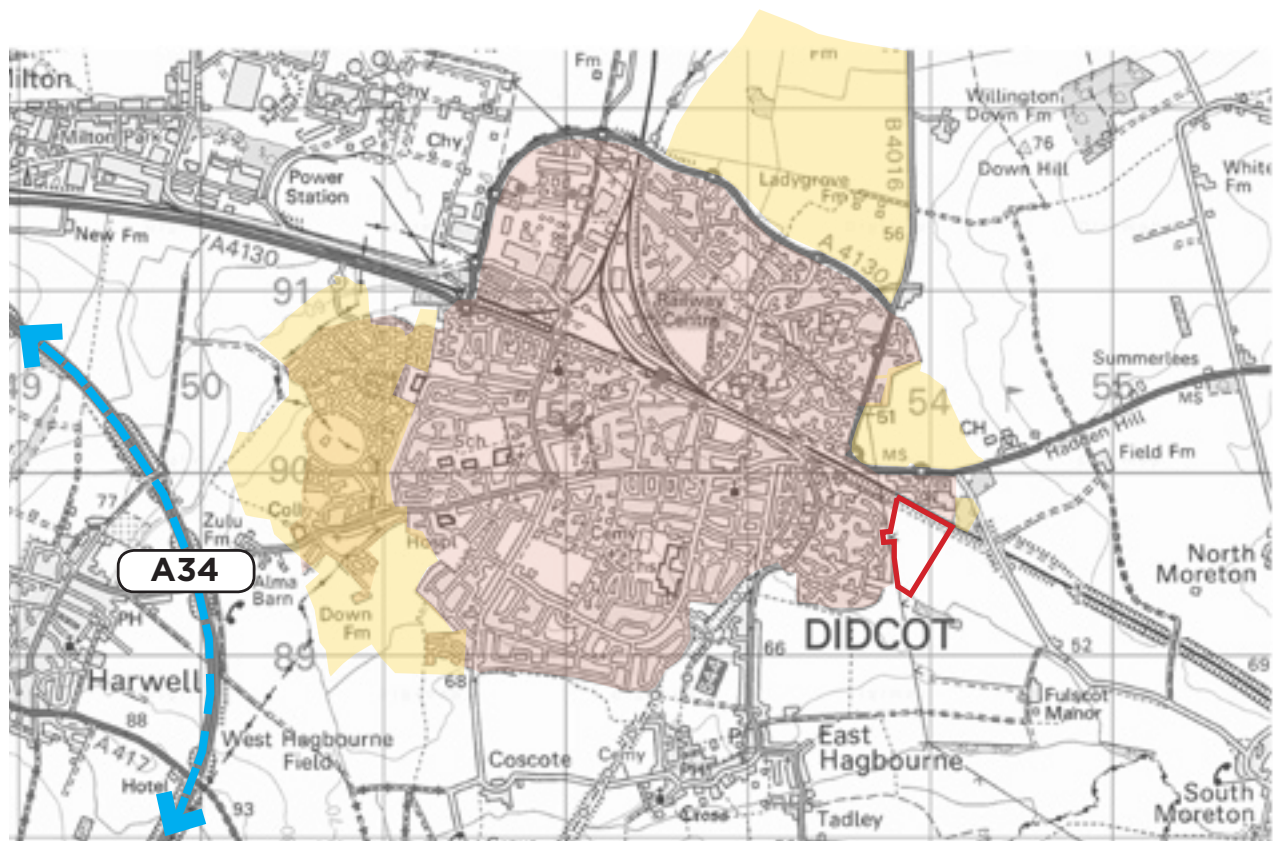 Fm
Fm
Milton
Chy
Willington
Down Fm
Milton Park
Chy
76
Down Hill
White
Fm
Power
Station
Ladygrove
Fm
B4016
New Fm
A4130
56
A 4130
91
Railway
Centre
Summerlees
49
50
52
51
54
55
MS
CH
Hadden Hill
Sch
MS
Field Fm
90
77
Coll
Zulu
Fm
Hospl
Cemy
North
Moreton
A34
Alma
Barn
PH
Down
Fm
DIDCOT
89
66
52
69
Harwell
68
Fulscot
Manor
88
West Hagbourne
Field
East
Hagbourne
A 417
Coscote
Cemy
P
Hotel
93
Cross
Tadley
South
Moreton